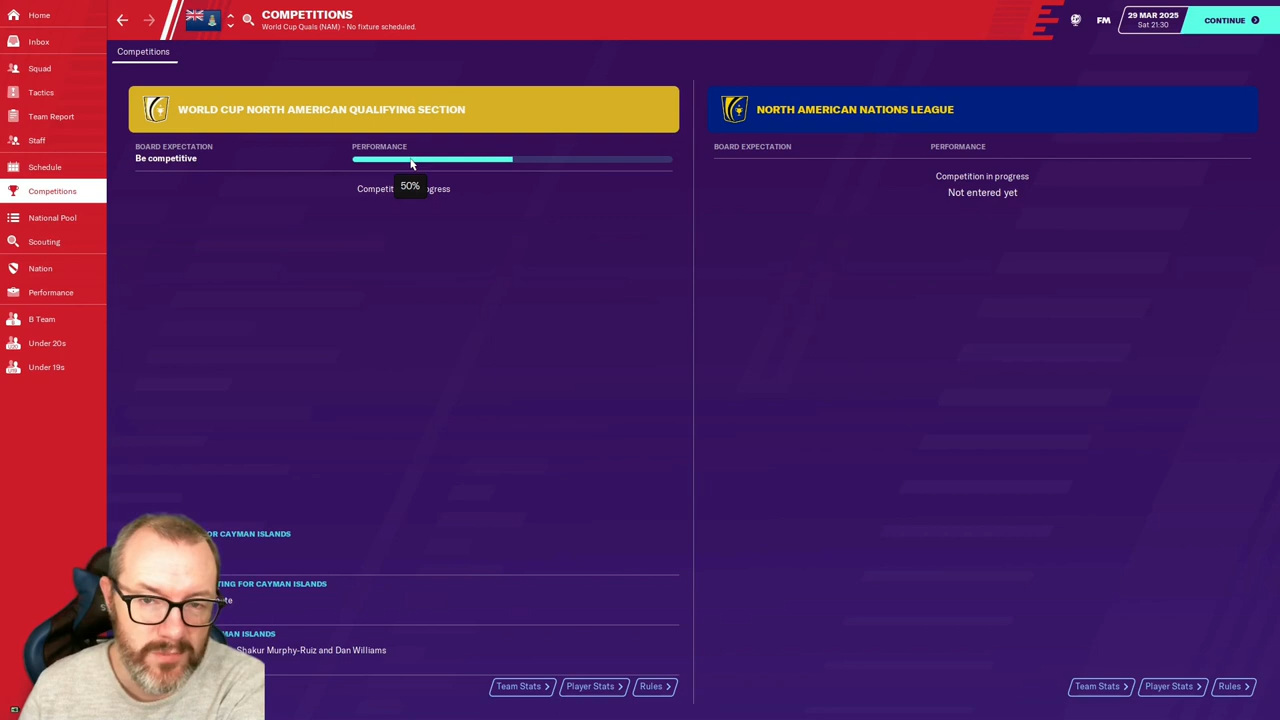 Home
Inbox
Squad
Tactics
Team Report
Staff
Schedule
Competitions
National Pool
Scouting
Nation
Performance
B Team
Under 20s
Under 19s
COMPETITIONS
World Cup Quals (NAM) - No fixture scheduled.
FM
29 MAR 2025
Sat 21:30
CONTINUE
Competitions
WORLD CUP NORTH AMERICAN QUALIFYING SECTION
BOARD EXPECTATION
PERFORMANCE
Be competitive
50%
OR CAYMAN ISLANDS
TING FOR CAYMAN ISLANDS
MAN ISLANDS
Shakur Murphy-Ruiz and Dan Williams
Team Stats
Player Stats
Rules
NORTH AMERICAN NATIONS LEAGUE
BOARD EXPECTATION
PERFORMANCE
Competition in progress
Not entered yet
Team Stats
Player Stats
Rules